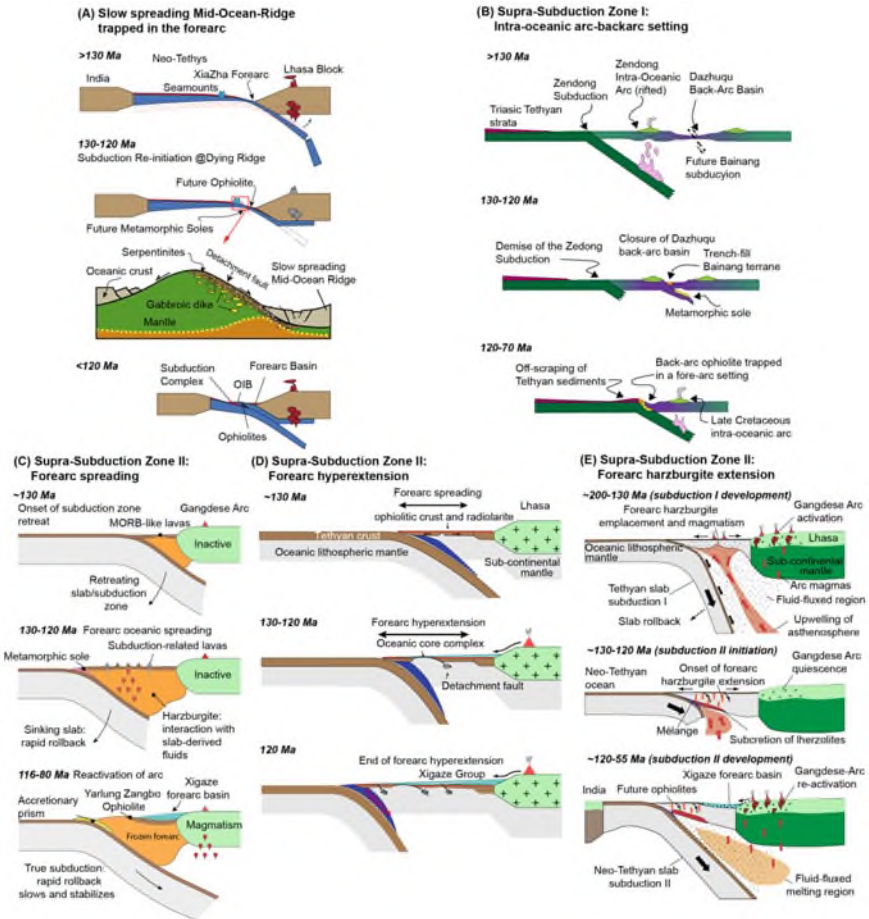 (A) Slow spreading Mid-Ocean-Ridge
trapped in the forearc
>130 Ma
Neo-Tethys
India
Seamounts
XiaZha Forearc
Lhasa Block
130-120 Ma
Subduction Re-initiation @Dying Ridge
Future Ophiolite
Future Metamorphic Soles
Serpentinites
Detachment fault
Oceanic crust
Slow spreading
Mid-Ocean Ridge
Gabbroic dike
Mantle
<120 Ma
Subduction
Complex
OIB
Forearc Basin
Ophiolites
(B) Supra-Subduction Zone I:
Intra-oceanic arc-backarc setting
>130 Ma
Triasic Tethyan
strata
Zendong
Subduction
Zendong
Intra-Oceanic
Arc (rifted)
Dazhuqu
Back-Arc Basin
Future Bainang
subducyion
130-120 Ma
Demise of the Zedong
Subduction
Closure of Dazhuqu
back-arc basin
Trench-fill
Bainang terrane
Metamorphic sole
120-70 Ma
Off-scraping of
Tethyan sediments
Back-arc ophiolite trapped
in a fore-arc setting
Late Cretaceous
intra-oceanic arc
(C) Supra-Subduction Zone II:
Forearc spreading
~130 Ma
Onset of subduction zone
retreat
Gangdese Arc
MORB-like lavas
Inactive
Retreating
slab/subduction
zone
130-120 Ma Forearc oceanic spreading
Subduction-related lavas
Metamorphic sole
Inactive
Sinking slab:
rapid rollback
Harzburgite:
interaction with
slab-derived
fluids
116-80 Ma Reactivation of arc
Accretionary
prism
Yarlung Zangbo
Ophiolite
Xigaze
forearc basin
Frozen forearc
Magmatism
True subduction:
rapid rollback
slows and stabilizes
(D) Supra-Subduction Zone II:
Forearc hyperextension
~130 Ma
Forearc spreading
ophiolitic crust and radiolarite
Lhasa
Tethyan crust
Oceanic lithospheric mantle
Sub-continental
mantle
130-120 Ma
Forearc hyperextension
Oceanic core complex
Detachment fault
120 Ma
End of forearc hyperextension
Xigaze Group
(E) Supra-Subduction Zone II:
Forearc harzburgite extension
~200-130 Ma (subduction I development)
Forearc harzburgite
emplacement and magmatism
Gangdese Arc
activation
Oceanic lithospheric
mantle
Lhasa
Sub-continental
mantle
Arc magmas
Tethyan slab
subduction I
Fluid-fluxed region
Slab rollback
Upwelling of
asthenosphere
~130-120 Ma (subduction II initiation)
Neo-Tethyan
ocean
Onset of forearc
harzburgite extension
Gangdese Arc
quiescence
Mélange
Subcretion of lherzolites
~120-55 Ma (subduction II development)
India
Future ophiolites
Xigaze forearc basin
Gangdese-Arc
re-activation
Neo-Tethyan slab
subduction II
Fluid-fluxed
melting region